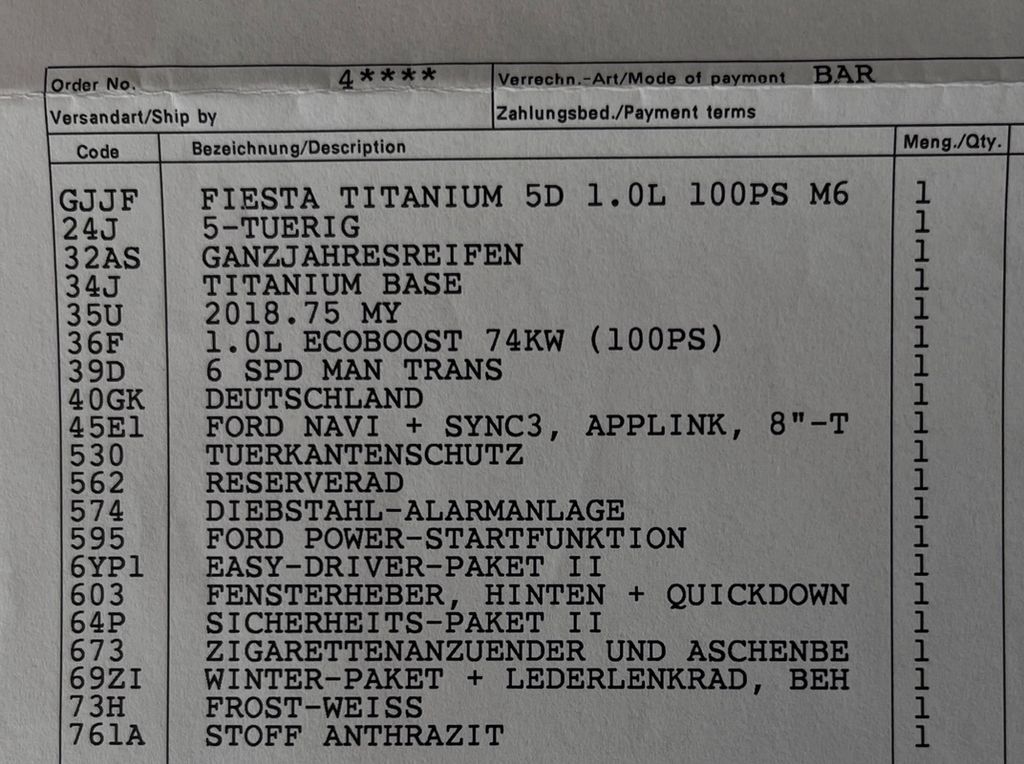 Order No. 4**** Verrechn.-Art/Mode of payment BAR
Versandart/Ship by Zahlungsbed./Payment terms
Code Bezeichnung/Description Meng./Qty.
GJJF FIESTA TITANIUM 5D 1.0L 100PS M6 1
24J 5-TUERIG 1
32AS GANZJAHRESREIFEN 1
34J TITANIUM BASE 1
35U 2018.75 MY 1
36F 1.0L ECOBOOST 74KW (100PS) 1
39D 6 SPD MAN TRANS 1
40GK DEUTSCHLAND 1
45E1 FORD NAVI + SYNC3, APPLINK, 8"-T 1
530 TUERKANTENSCHUTZ 1
562 RESERVERAD 1
574 DIEBSTAHL-ALARMANLAGE 1
595 FORD POWER-STARTFUNKTION 1
6YP1 EASY-DRIVER-PAKET II 1
603 FENSTERHEBER, HINTEN + QUICKDOWN 1
64P SICHERHEITS-PAKET II 1
673 ZIGARETTENANZUENDER UND ASCHENBE 1
69ZI WINTER-PAKET + LEDERLENKRAD, BEH 1
73H FROST-WEISS 1
761A STOFF ANTHRAZIT 1